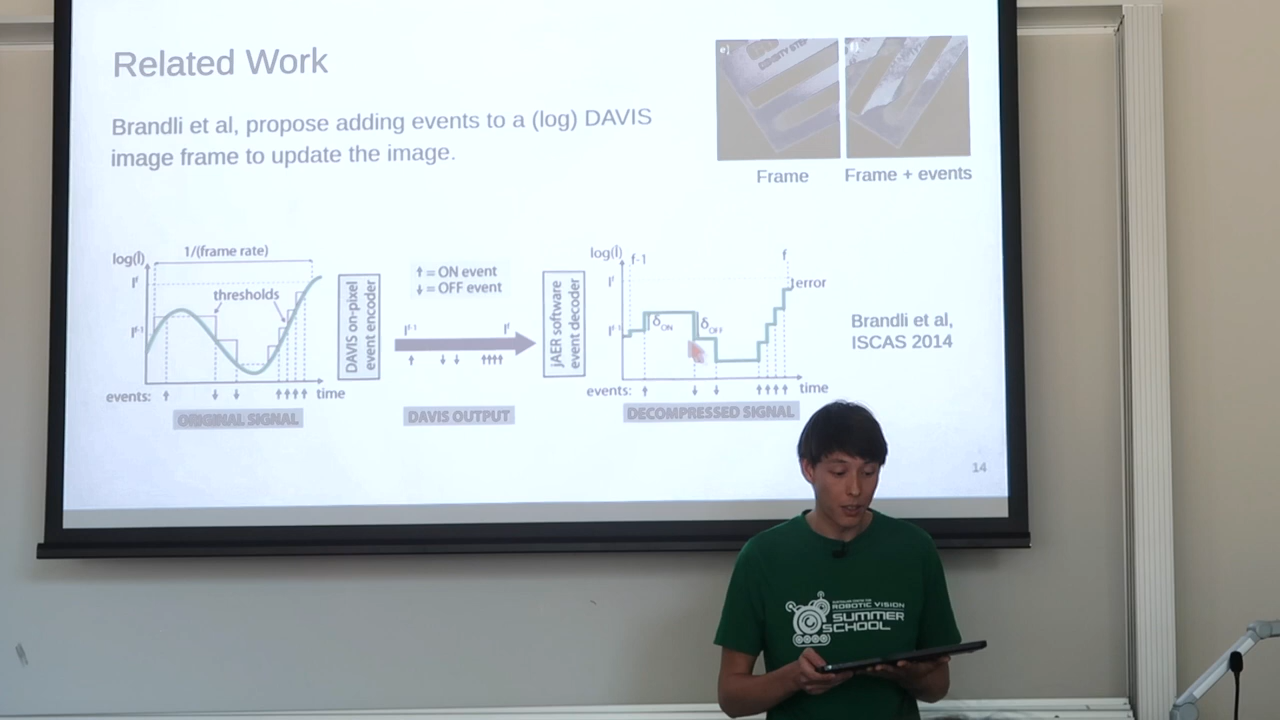 Related Work
Brandli et al, propose adding events to a (log) DAVIS
image frame to update the image.
Frame
Frame + events
log(I)
1/(frame rate)
thresholds
events:
time
ORIGINAL SIGNAL
DAVIS on-pixel
event encoder
↑ = ON event
↓ = OFF event
DAVIS OUTPUT
jAER software
event decoder
log(Î)
f-1
f
error
δON
δOFF
events:
time
DECOMPRESSED SIGNAL
Brandli et al,
ISCAS 2014
14
ROBOTIC VISION
SUMMER
SCHOOL